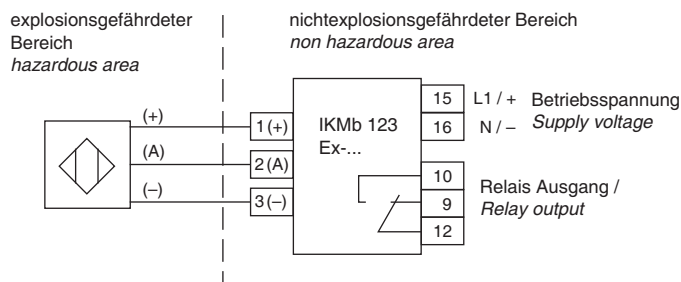 explosionsgefährdeter
Bereich
hazardous area
nichtexplosionsgefährdeter Bereich
non hazardous area
(+)
(A)
(–)
1 (+)
2 (A)
3 (–)
IKMb 123
Ex-...
15 L1 / + Betriebsspannung
16 N / – Supply voltage
10
9
12
Relais Ausgang /
Relay output